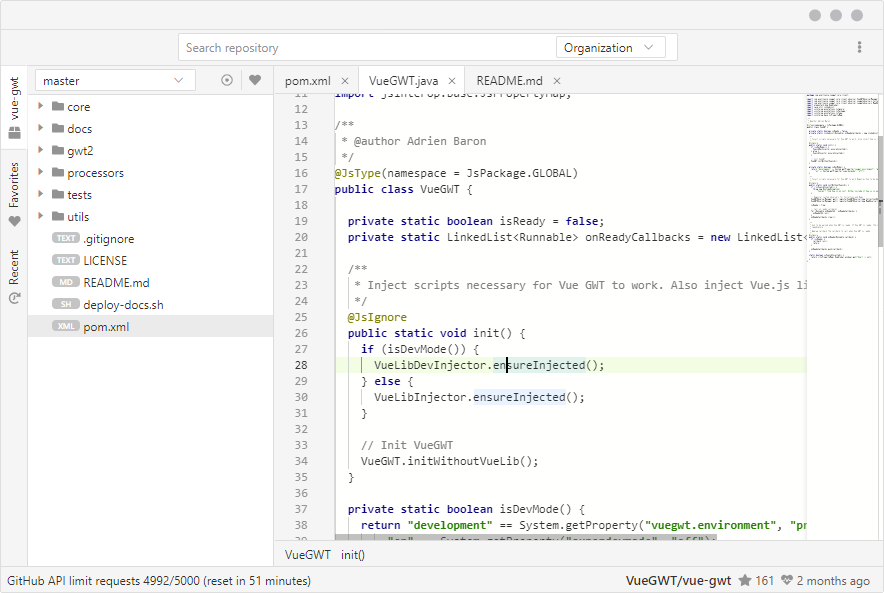 Search repository
Organization
vue-gwt
Favorites
Recent
master
core
docs
gwt2
processors
tests
utils
TEXT .gitignore
TEXT LICENSE
MD README.md
SH deploy-docs.sh
XML pom.xml
pom.xml × VueGWT.java × README.md ×
11 import jsinterop.base.JsPropertyMap;
12
13 /**
14 * @author Adrien Baron
15 */
16 @JsType(namespace = JsPackage.GLOBAL)
17 public class VueGWT {
18
19 private static boolean isReady = false;
20 private static LinkedList<Runnable> onReadyCallbacks = new LinkedList<
21
22 /**
23 * Inject scripts necessary for Vue GWT to work. Also inject Vue.js li
24 */
25 @JsIgnore
26 public static void init() {
27 if (isDevMode()) {
28 VueLibDevInjector.ensureInjected();
29 } else {
30 VueLibInjector.ensureInjected();
31 }
32
33 // Init VueGWT
34 VueGWT.initWithoutVueLib();
35 }
36
37 private static boolean isDevMode() {
38 return "development" == System.getProperty("vuegwt.environment", "pr
39 "on" == System.getProperty("superdevmode", "off");
VueGWT init()
GitHub API limit requests 4992/5000 (reset in 51 minutes)
VueGWT/vue-gwt 161 2 months ago